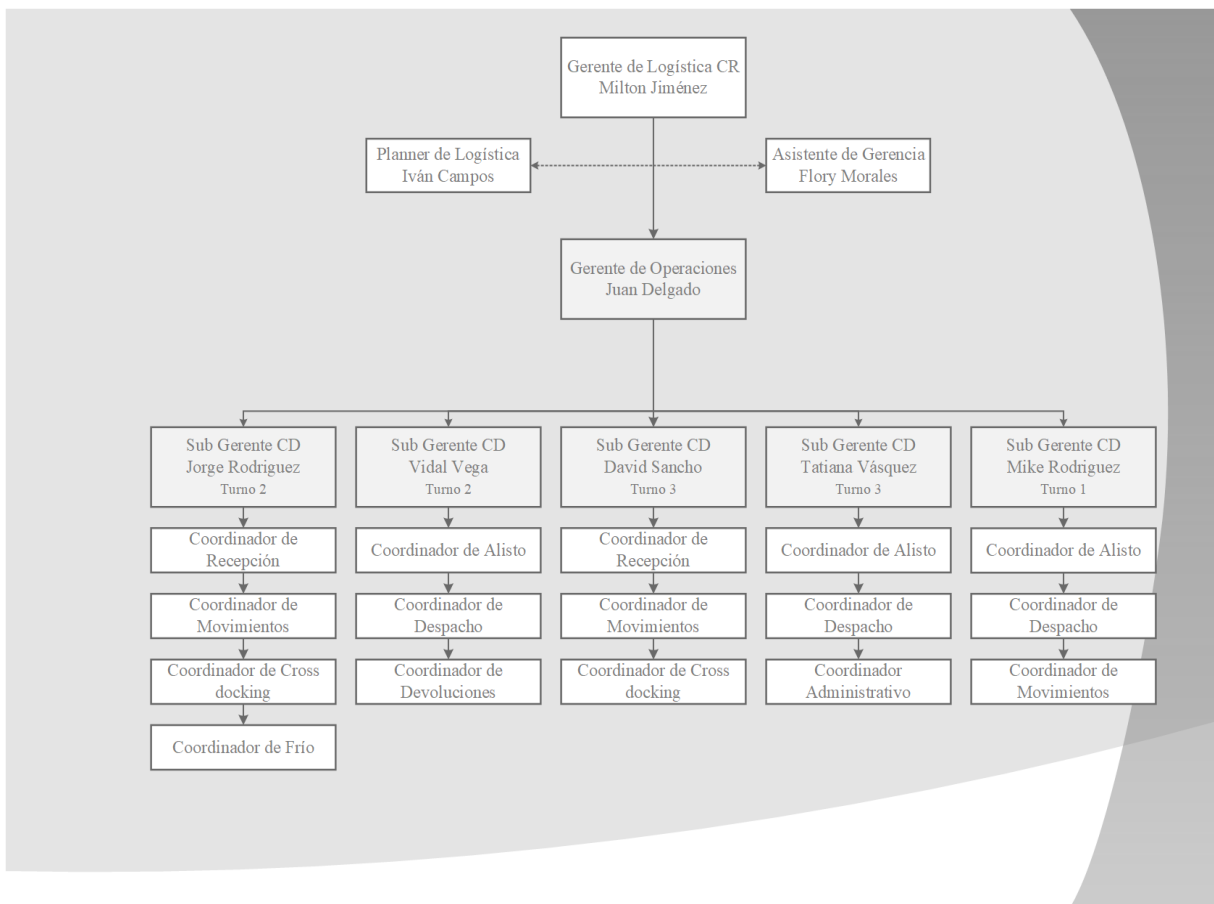 Gerente de Logística CR
Milton Jiménez
Planner de Logística
Iván Campos
Asistente de Gerencia
Flory Morales
Gerente de Operaciones
Juan Delgado
Sub Gerente CD
Jorge Rodriguez
Turno 2
Sub Gerente CD
Vidal Vega
Turno 2
Sub Gerente CD
David Sancho
Turno 3
Sub Gerente CD
Tatiana Vásquez
Turno 3
Sub Gerente CD
Mike Rodriguez
Turno 1
Coordinador de
Recepción
Coordinador de Alisto
Coordinador de
Recepción
Coordinador de Alisto
Coordinador de Alisto
Coordinador de
Movimientos
Coordinador de
Despacho
Coordinador de
Movimientos
Coordinador de
Despacho
Coordinador de
Despacho
Coordinador de Cross
docking
Coordinador de
Devoluciones
Coordinador de Cross
docking
Coordinador
Administrativo
Coordinador de
Movimientos
Coordinador de Frío